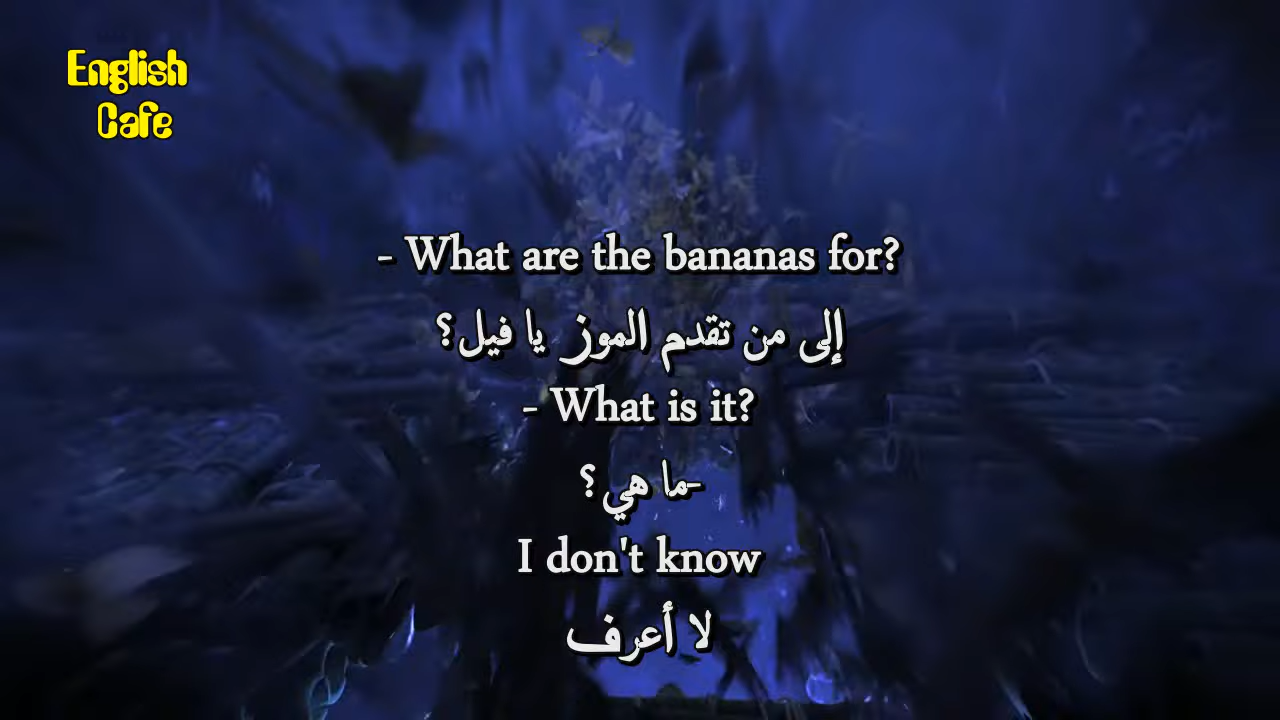 English
Cafe
- What are the bananas for?
إلى من تقدم الموز يا فيل؟
- What is it?
-ما هي؟
I don't know
لا أعرف